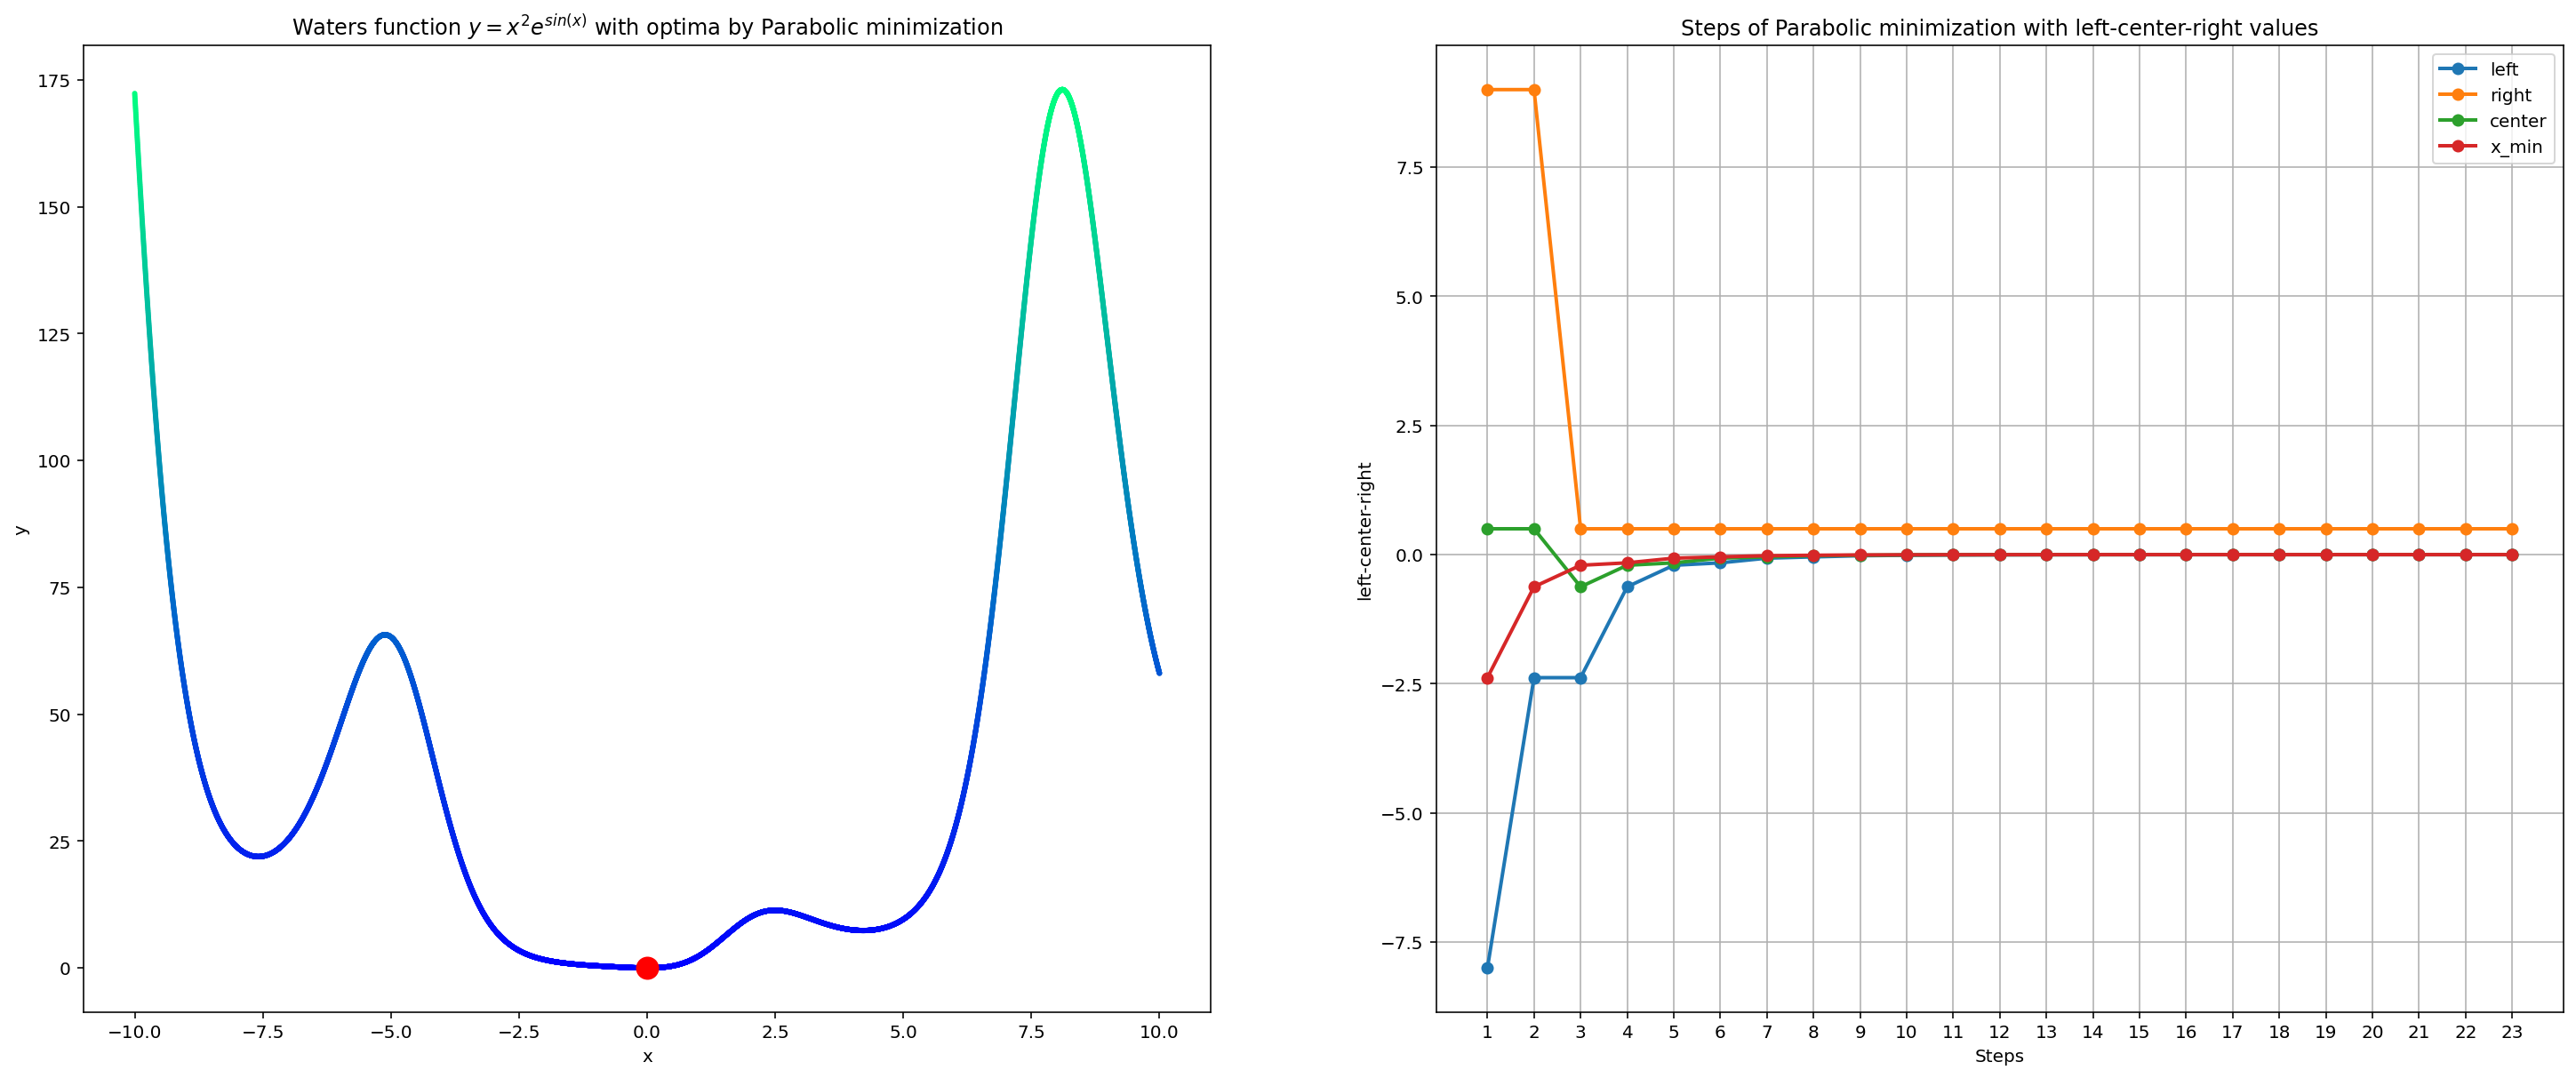 Waters function $y = x^2 e^{sin(x)}$ with optima by Parabolic minimization
175
150
125
100
75
50
25
0
y
−10.0 −7.5 −5.0 −2.5 0.0 2.5 5.0 7.5 10.0
x
Steps of Parabolic minimization with left-center-right values
left
right
center
x_min
7.5
5.0
2.5
0.0
−2.5
−5.0
−7.5
left-center-right
1 2 3 4 5 6 7 8 9 10 11 12 13 14 15 16 17 18 19 20 21 22 23
Steps